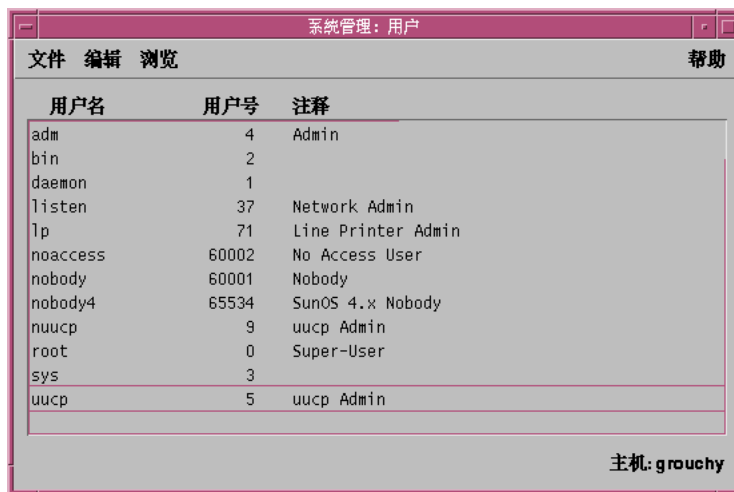 系统管理: 用户
文件 编辑 浏览 帮助
用户名 用户号 注释
adm 4 Admin
bin 2
daemon 1
listen 37 Network Admin
lp 71 Line Printer Admin
noaccess 60002 No Access User
nobody 60001 Nobody
nobody4 65534 SunOS 4.x Nobody
nuucp 9 uucp Admin
root 0 Super-User
sys 3
uucp 5 uucp Admin
主机: grouchy